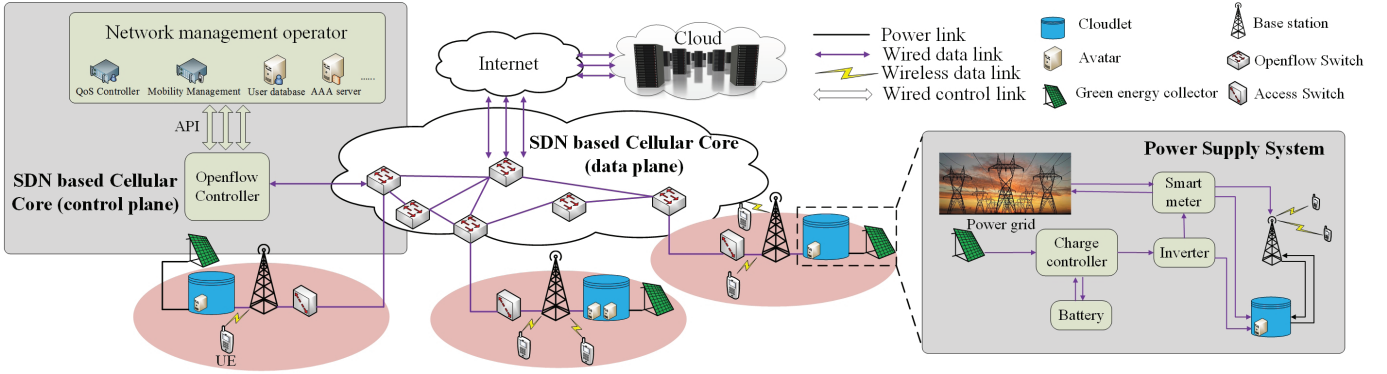 Network management operator
QoS Controller
Mobility Management
User database
AAA server
......
API
Openflow
Controller
SDN based Cellular
Core (control plane)
Internet
Cloud
SDN based Cellular Core
(data plane)
UE
Power link
Wired data link
Wireless data link
Wired control link
Cloudlet
Avatar
Green energy collector
Base station
Openflow Switch
Access Switch
Power Supply System
Power grid
Smart
meter
Charge
controller
Inverter
Battery